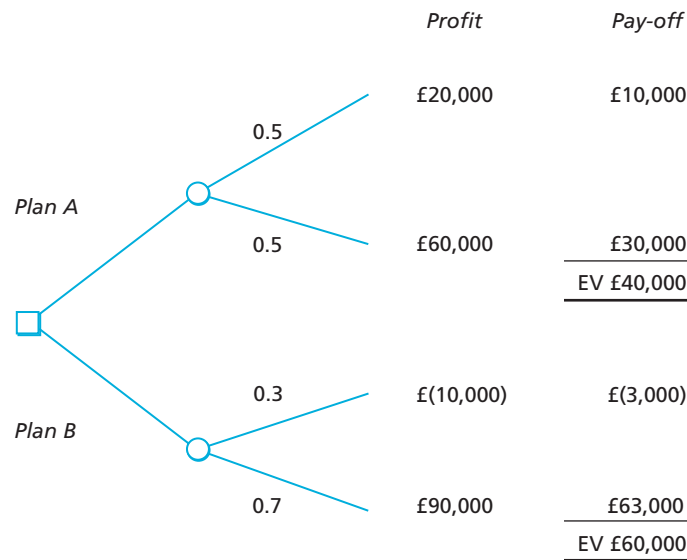 Profit Pay-off
£20,000 £10,000
0.5
Plan A
0.5 £60,000 £30,000
EV £40,000
0.3 £(10,000) £(3,000)
Plan B
0.7 £90,000 £63,000
EV £60,000